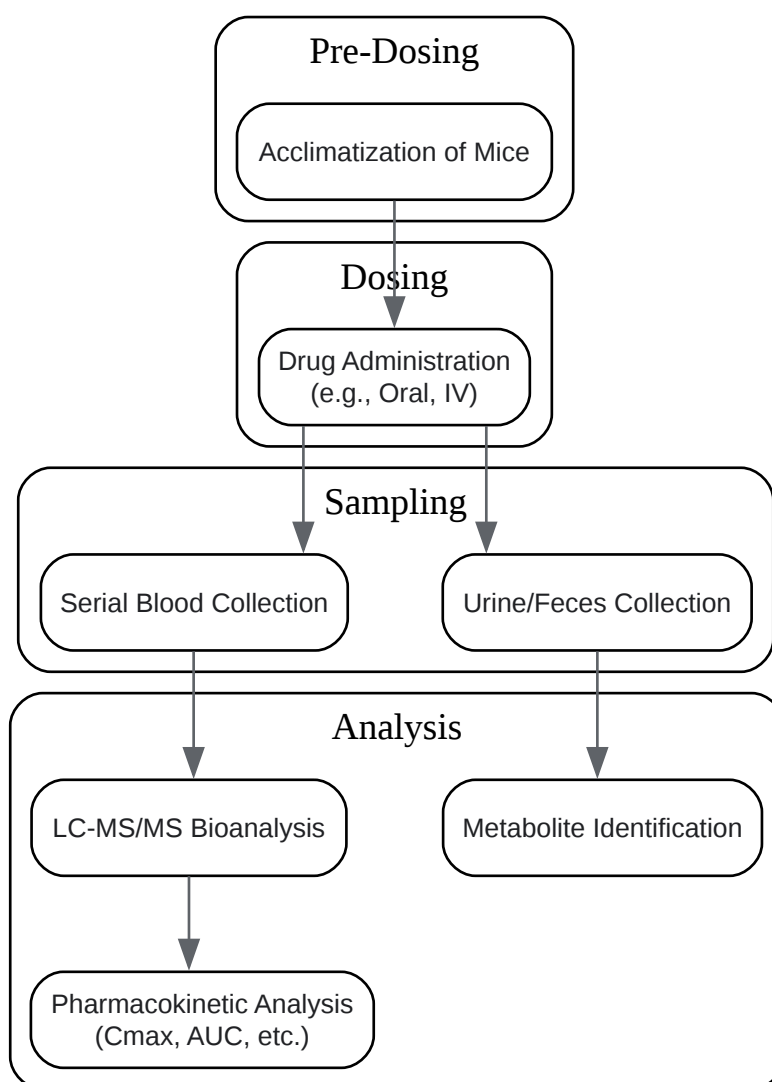 Pre-Dosing
Acclimatization of Mice
Dosing
Drug Administration
(e.g., Oral, IV)
Sampling
Serial Blood Collection
Urine/Feces Collection
Analysis
LC-MS/MS Bioanalysis
Metabolite Identification
Pharmacokinetic Analysis
(Cmax, AUC, etc.)